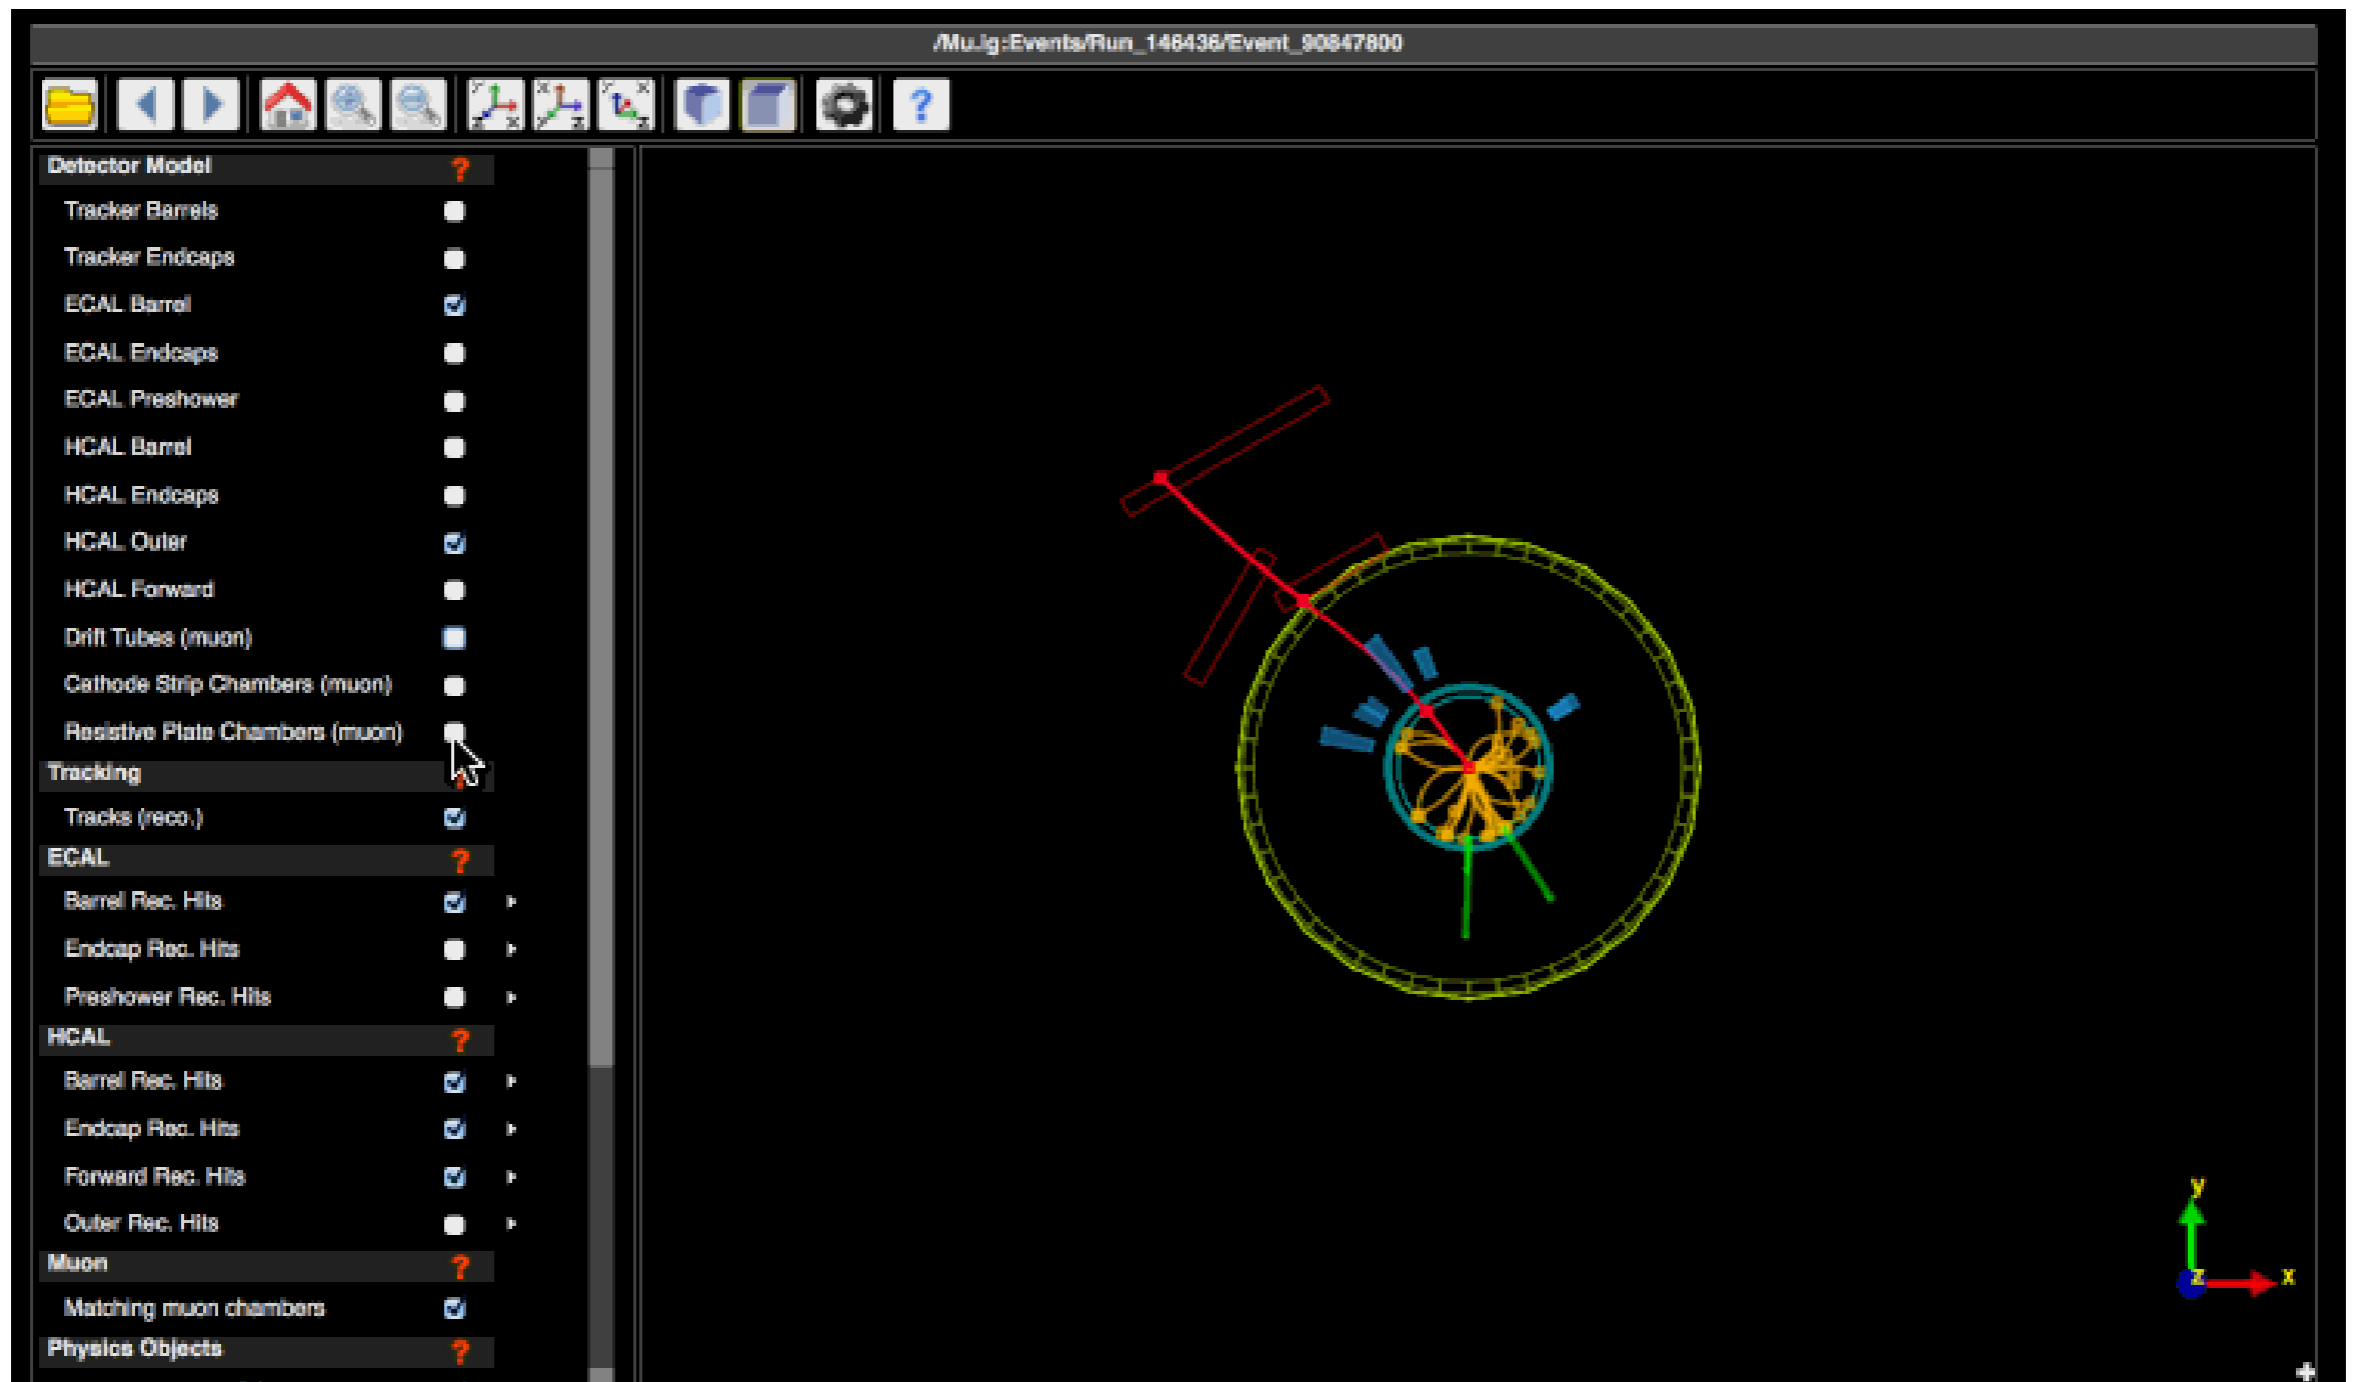 /Mu.ig:Events/Run_146436/Event_90847800
Detector Model ?
Tracker Barrels
Tracker Endcaps
ECAL Barrel
ECAL Endcaps
ECAL Preshower
HCAL Barrel
HCAL Endcaps
HCAL Outer
HCAL Forward
Drift Tubes (muon)
Cathode Strip Chambers (muon)
Resistive Plate Chambers (muon)
Tracking
Tracks (reco.)
ECAL ?
Barrel Rec. Hits
Endcap Rec. Hits
Preshower Rec. Hits
HCAL ?
Barrel Rec. Hits
Endcap Rec. Hits
Forward Rec. Hits
Outer Rec. Hits
Muon ?
Matching muon chambers
Physics Objects ?
y
z x